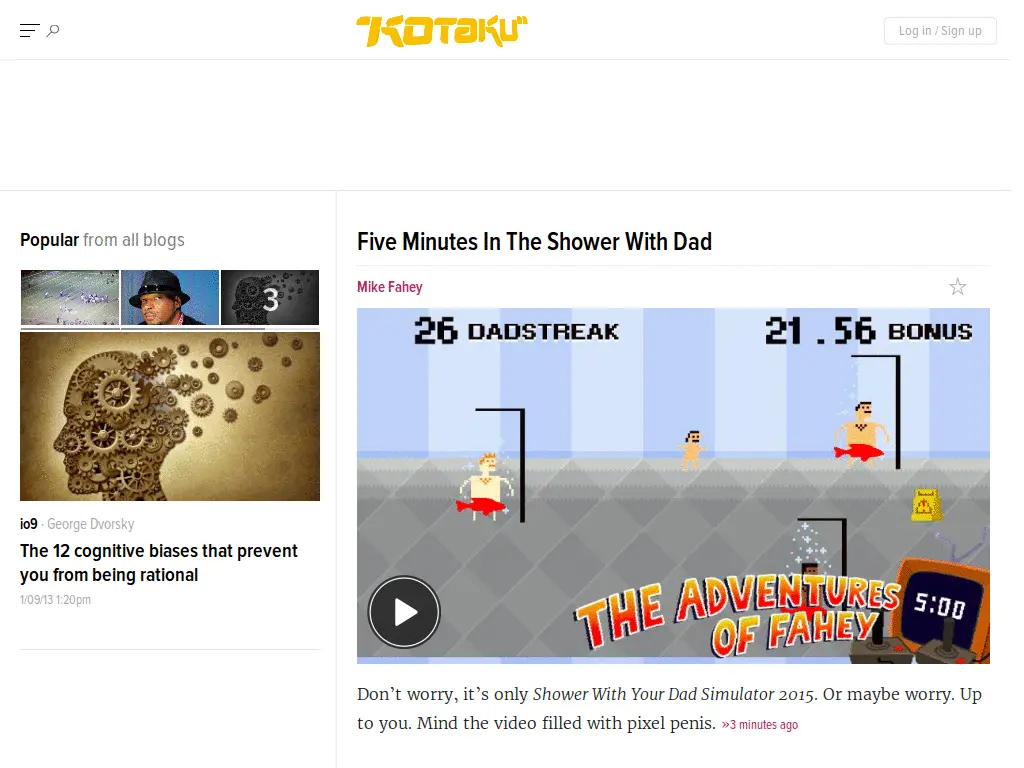 KOTAKU
Log in / Sign up
Popular from all blogs
3
io9 · George Dvorsky
The 12 cognitive biases that prevent
you from being rational
1/09/13 1:20pm
Five Minutes In The Shower With Dad
Mike Fahey
26 DADSTREAK
21.56 BONUS
THE ADVENTURES
OF FAHEY
5:00
Don’t worry, it’s only Shower With Your Dad Simulator 2015. Or maybe worry. Up
to you. Mind the video filled with pixel penis. »3 minutes ago